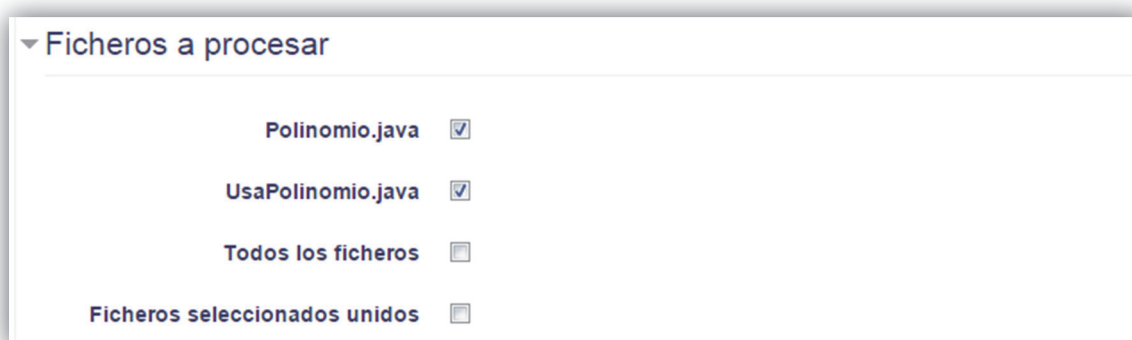 Ficheros a procesar
Polinomio.java
UsaPolinomio.java
Todos los ficheros
Ficheros seleccionados unidos